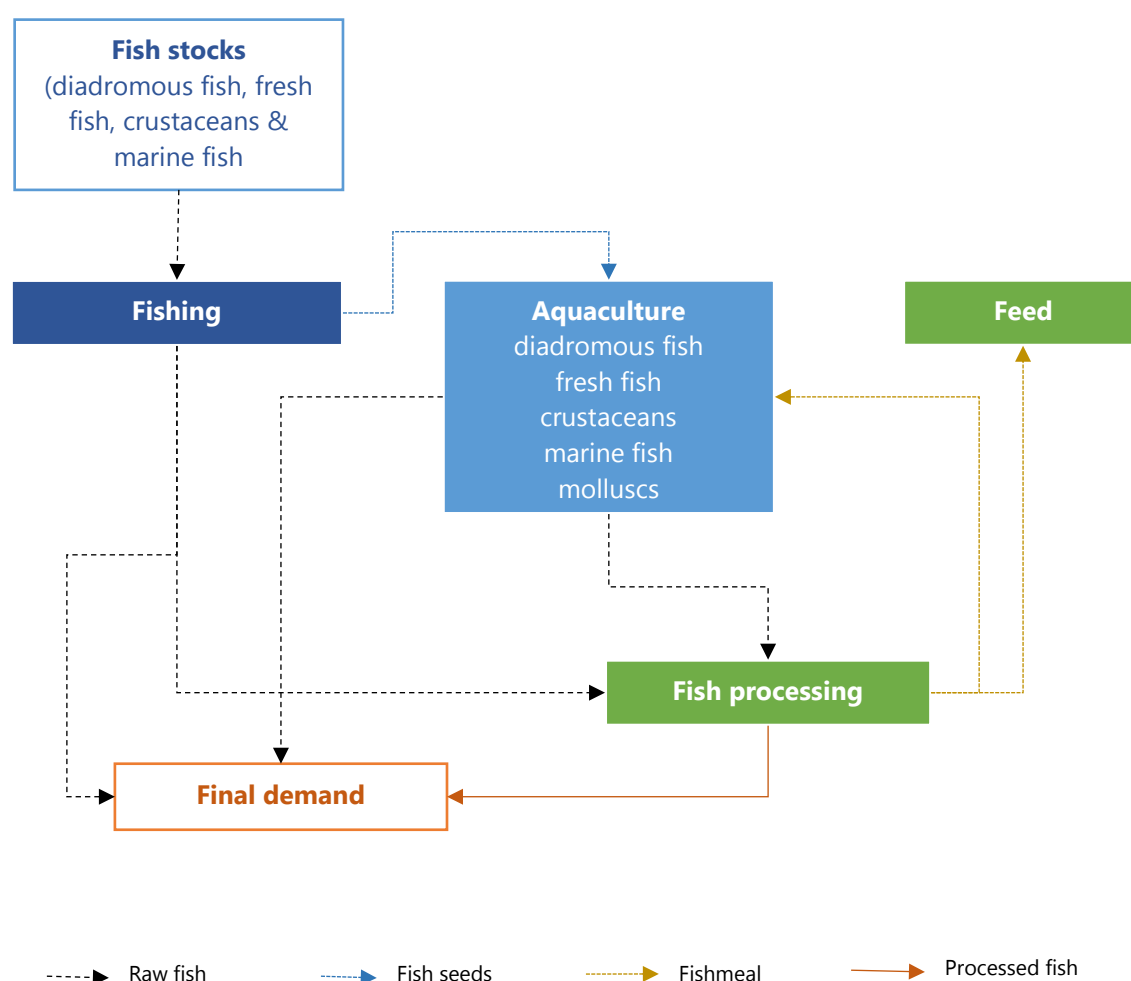 Fish stocks
(diadromous fish, fresh
fish, crustaceans &
marine fish
Fishing
Aquaculture
diadromous fish
fresh fish
crustaceans
marine fish
molluscs
Feed
Fish processing
Final demand
Raw fish
Fish seeds
Fishmeal
Processed fish